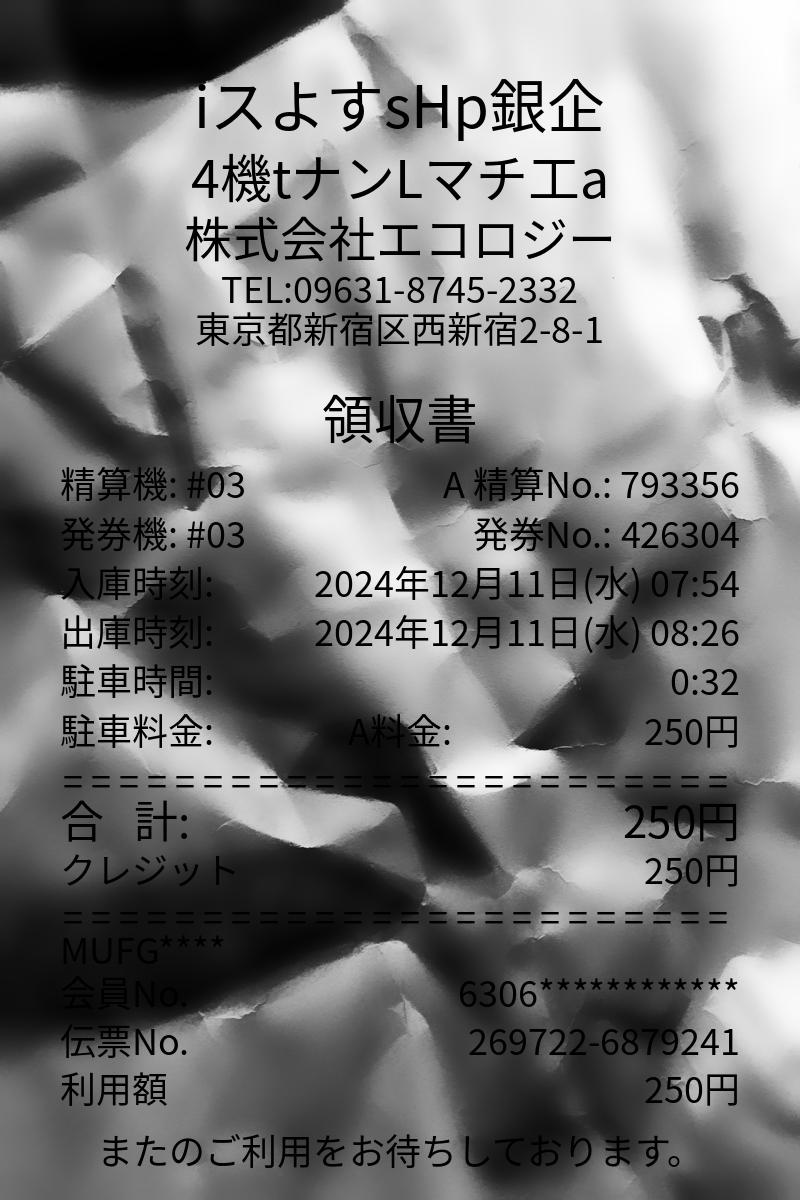 iスよすsHp銀企
4機tナンLマチ工a
株式会社エコロジー
TEL:09631-8745-2332
東京都新宿区西新宿2-8-1
領収書
精算機: #03 A 精算No.: 793356
発券機: #03 発券No.: 426304
入庫時刻: 2024年12月11日(水) 07:54
出庫時刻: 2024年12月11日(水) 08:26
駐車時間: 0:32
駐車料金: A料金: 250円
========================
合 計: 250円
クレジット 250円
========================
MUFG****
会員No. 6306************
伝票No. 269722-6879241
利用額 250円
またのご利用をお待ちしております。